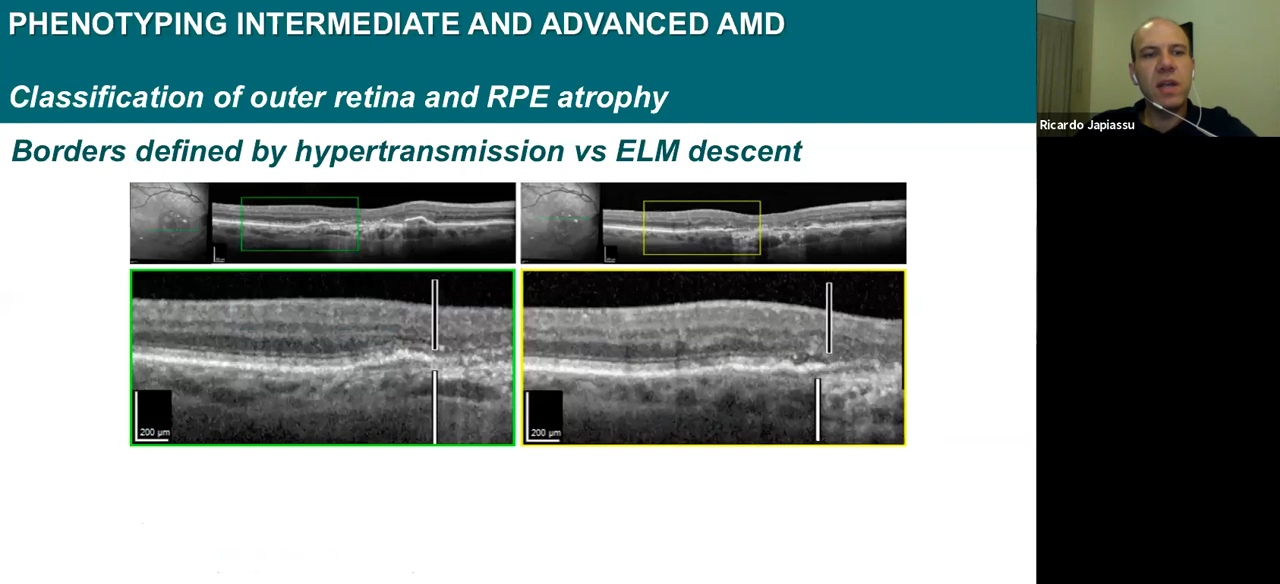 PHENOTYPING INTERMEDIATE AND ADVANCED AMD
Classification of outer retina and RPE atrophy
Ricardo Japiassu
Borders defined by hypertransmission vs ELM descent
200 µm
200 µm